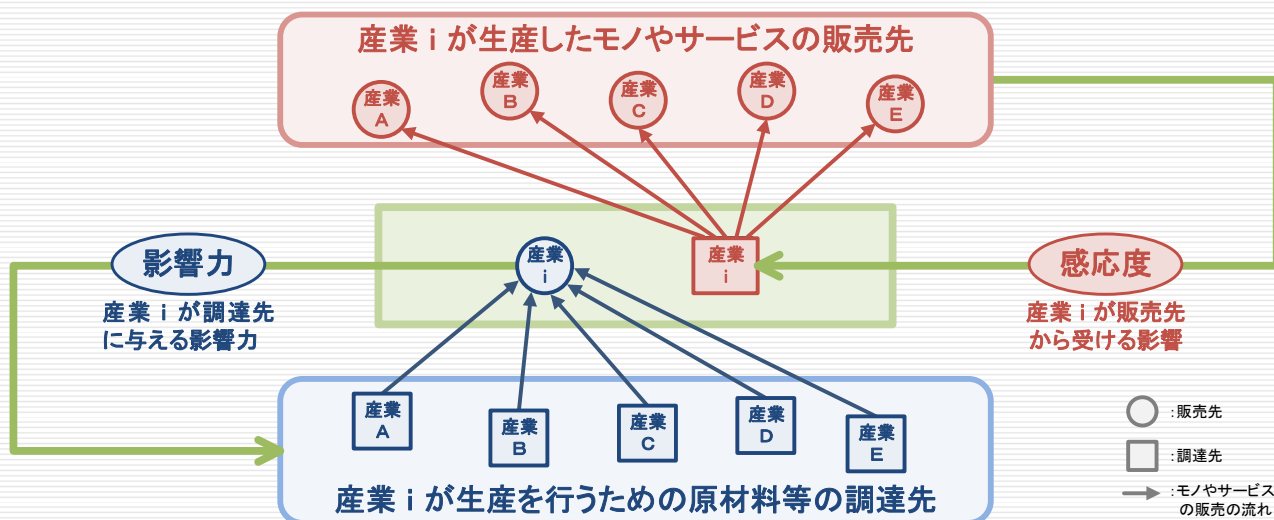 産業ｉが生産したモノやサービスの販売先
産業
A
産業
B
産業
C
産業
D
産業
E
影響力
産業ｉが調達先
に与える影響力
産業
i
産業
i
感応度
産業ｉが販売先
から受ける影響
産業
A
産業
B
産業
C
産業
D
産業
E
産業ｉが生産を行うための原材料等の調達先
:販売先
:調達先
:モノやサービス
の販売の流れ